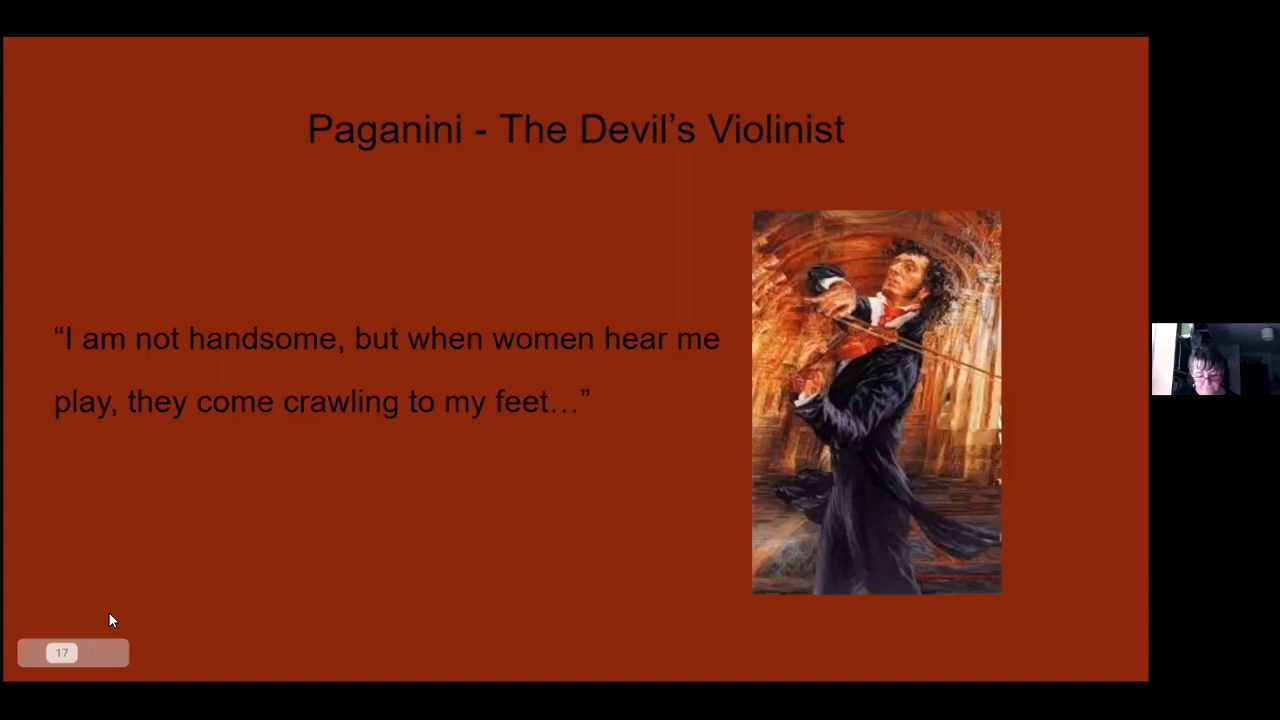 Paganini - The Devil’s Violinist
“I am not handsome, but when women hear me
play, they come crawling to my feet…”
17